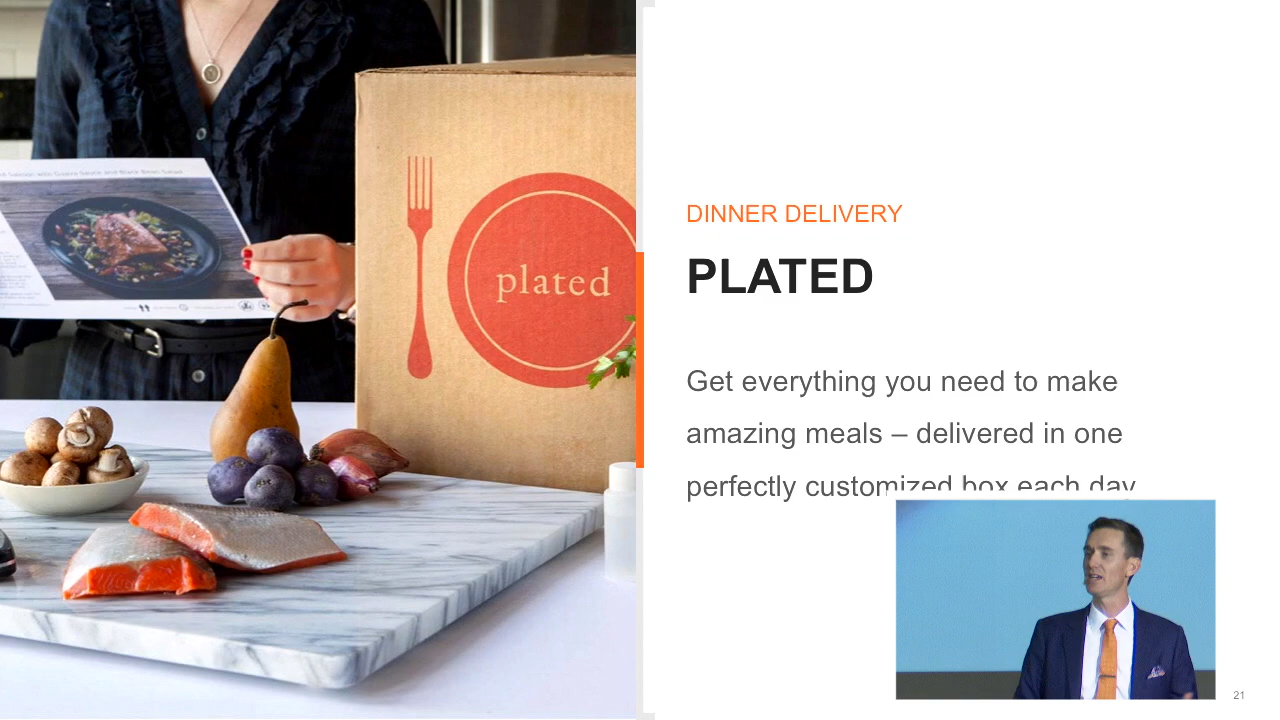 plated
DINNER DELIVERY
PLATED
Get everything you need to make
amazing meals – delivered in one
perfectly customized box each day
21